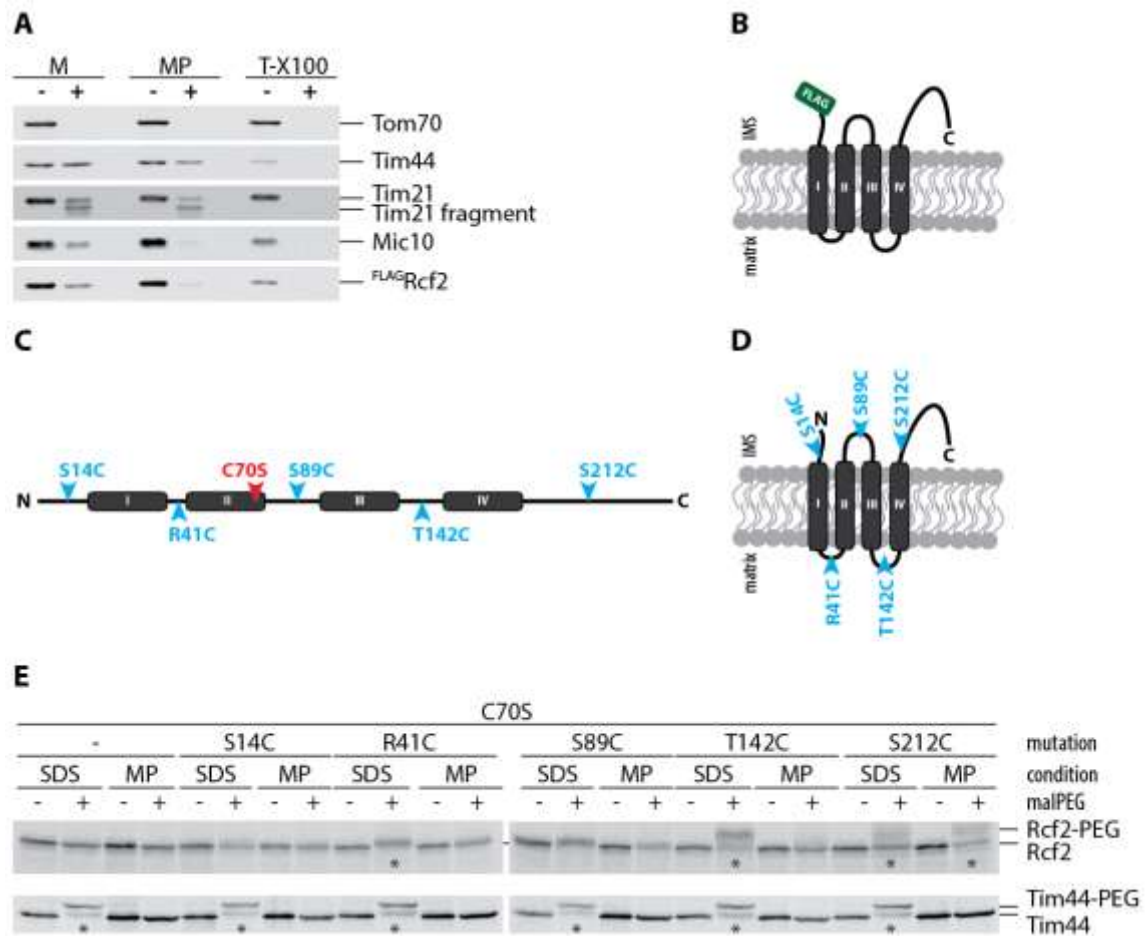 A
M MP T-X100
- + - + - +
Tom70
Tim44
Tim21
Tim21 fragment
Mic10
FLAGRcf2
B
FLAG
IMS
C
I II III IV
matrix
C
S14C C70S S89C S212C
N I II III IV C
R41C T142C
D
S14C N S89C S212C
IMS
C
I II III IV
matrix
R41C T142C
E
C70S
- S14C R41C S89C T142C S212C mutation
SDS MP SDS MP SDS MP SDS MP SDS MP SDS MP condition
- + - + - + - + - + - + - + - + - + - + - + - + malPEG
Rcf2-PEG
Rcf2
* * * *
Tim44-PEG
Tim44
* * * * * *